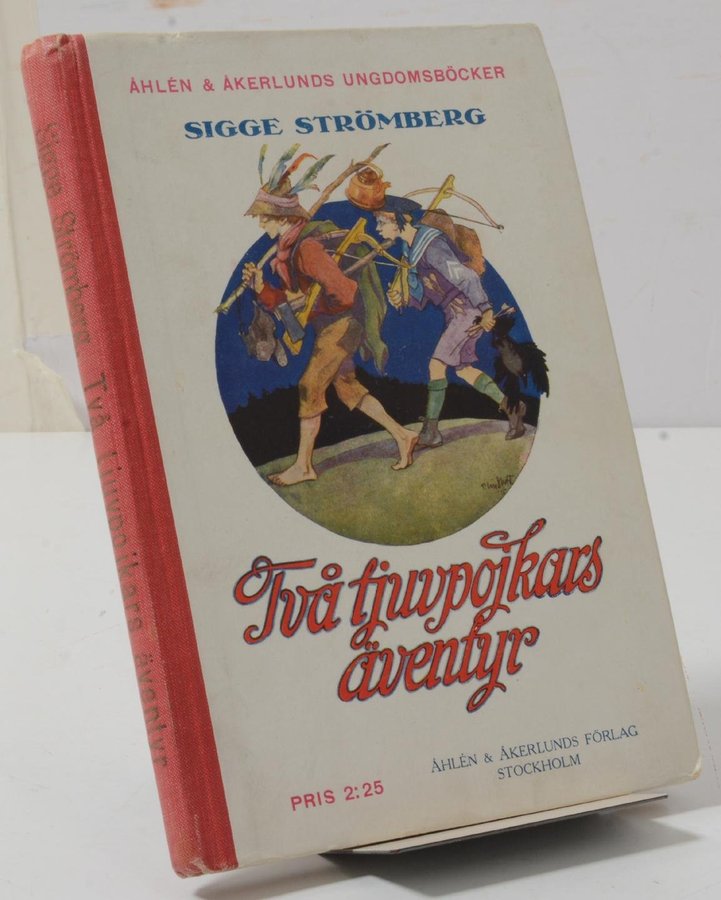 ÅHLÉN & ÅKERLUNDS UNGDOMSBÖCKER
SIGGE STRÖMBERG
Två tjuvpojkars
äventyr
ÅHLÉN & ÅKERLUNDS FÖRLAG
STOCKHOLM
PRIS 2:25
Sigge Strömberg Två tjuvpojkars äventyr